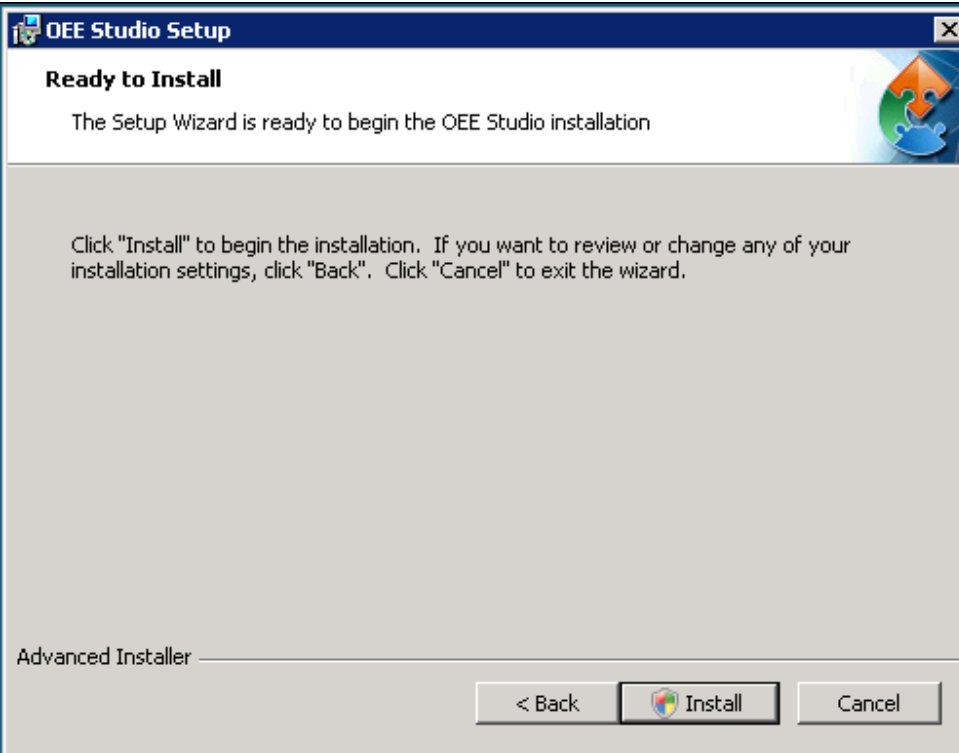 OEE Studio Setup
Ready to Install
The Setup Wizard is ready to begin the OEE Studio installation
Click "Install" to begin the installation.  If you want to review or change any of your
installation settings, click "Back".  Click "Cancel" to exit the wizard.
Advanced Installer
< Back
Install
Cancel